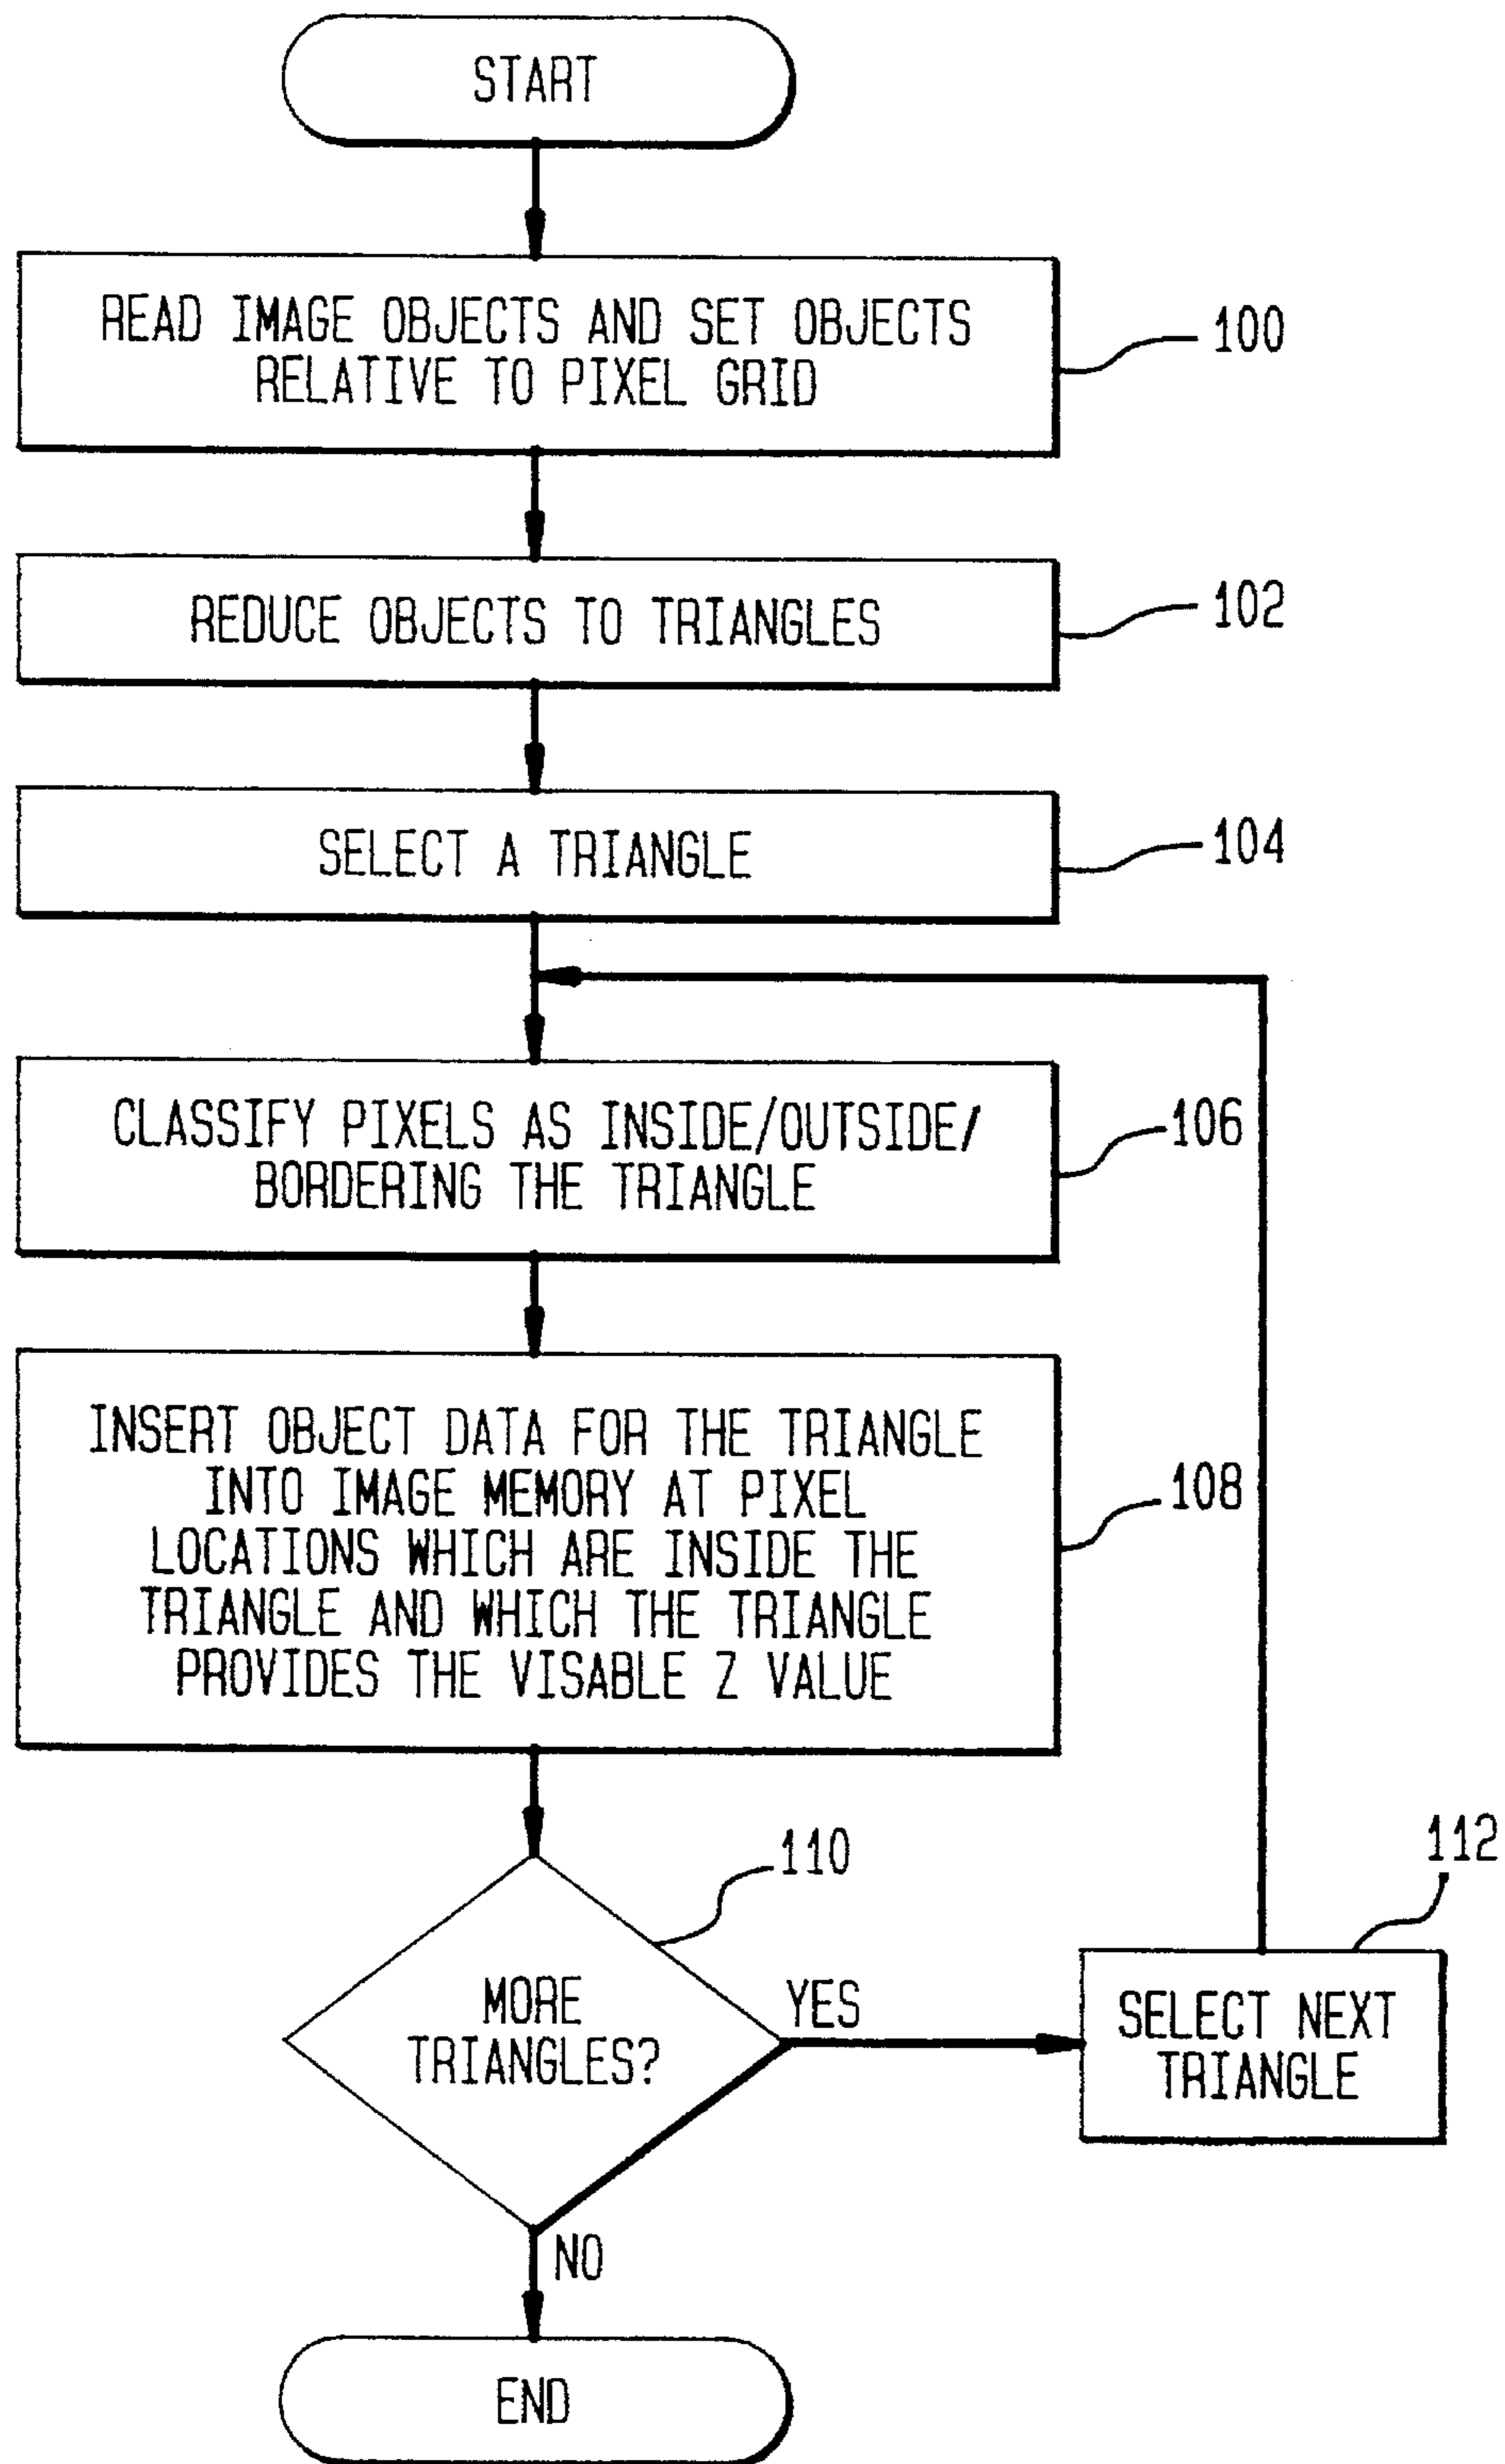 START
READ IMAGE OBJECTS AND SET OBJECTS
RELATIVE TO PIXEL GRID
100
REDUCE OBJECTS TO TRIANGLES
102
SELECT A TRIANGLE
104
CLASSIFY PIXELS AS INSIDE/OUTSIDE/
BORDERING THE TRIANGLE
106
INSERT OBJECT DATA FOR THE TRIANGLE
INTO IMAGE MEMORY AT PIXEL
LOCATIONS WHICH ARE INSIDE THE
TRIANGLE AND WHICH THE TRIANGLE
PROVIDES THE VISABLE Z VALUE
108
110
MORE
TRIANGLES?
YES
112
SELECT NEXT
TRIANGLE
NO
END